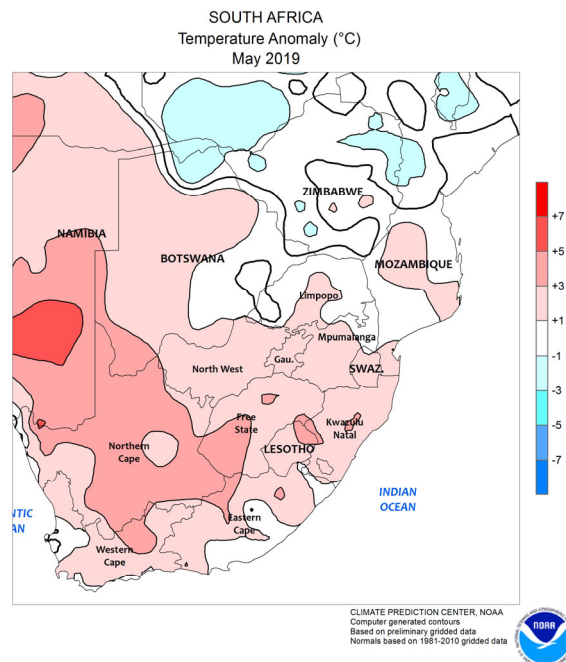 SOUTH AFRICA
Temperature Anomaly (°C)
May 2019
ZIMBABWE
NAMIBIA
BOTSWANA
MOZAMBIQUE
Limpopo
Mpumalanga
North West
Gau.
SWAZ.
Free
State
Kwazulu
Natal
Northern
Cape
LESOTHO
INDIAN
OCEAN
NTIC
AN
Eastern
Cape
Western
Cape
+7
+5
+3
+1
-1
-3
-5
-7
CLIMATE PREDICTION CENTER, NOAA
Computer generated contours
Based on preliminary gridded data
Normals based on 1981-2010 gridded data
NOAA